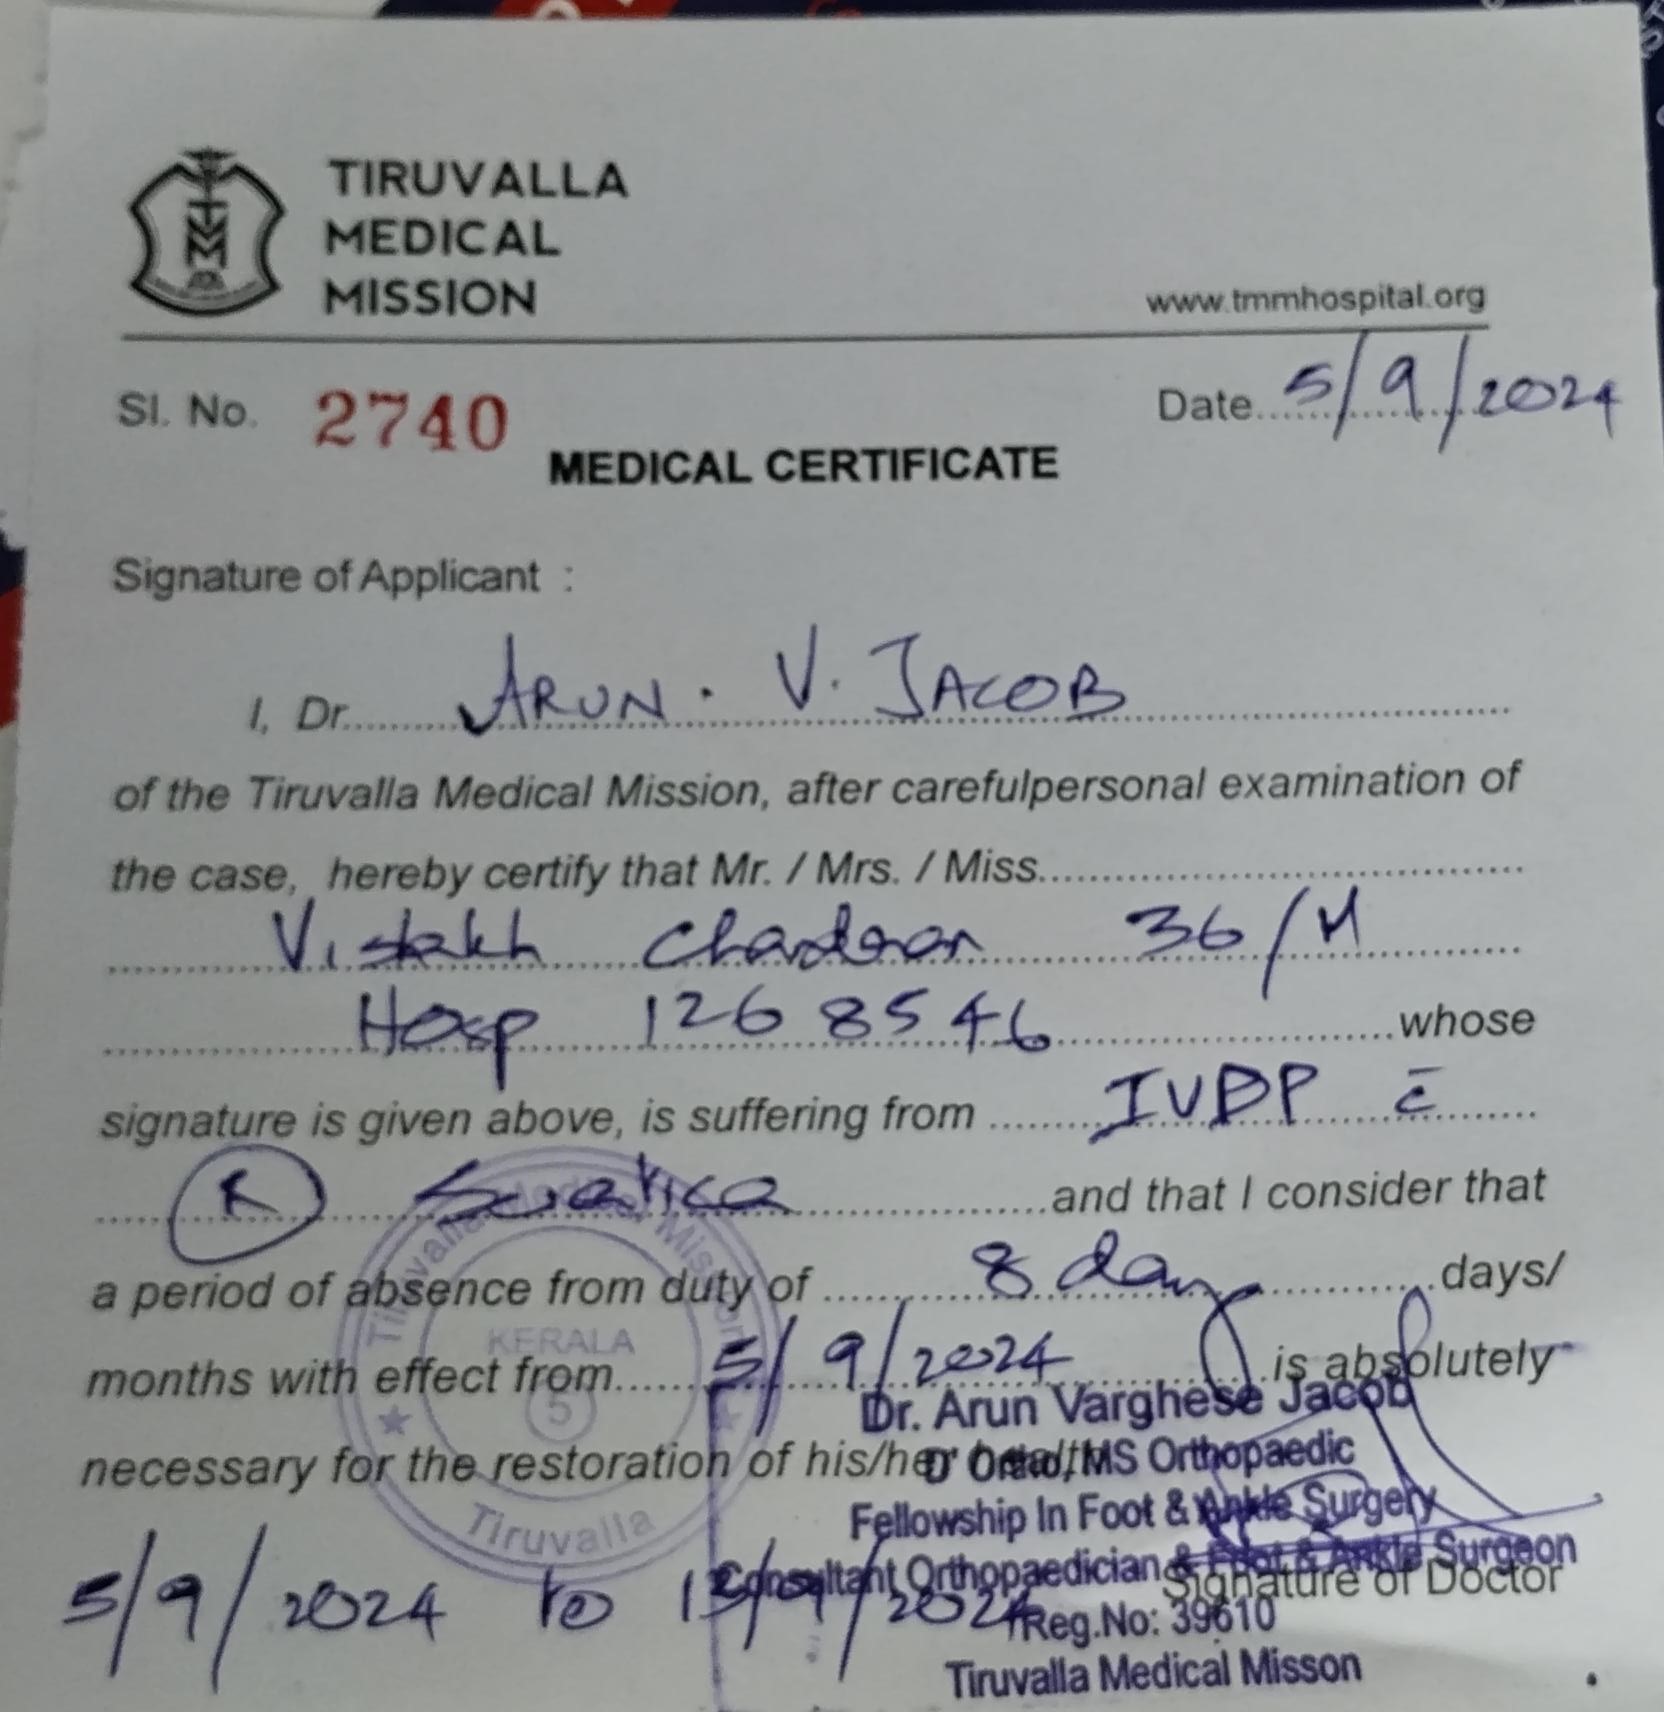 TIRUVALLA
MEDICAL
MISSION
www.tmmhospital.org
Sl. No. 2740
Date 5/9/2024
MEDICAL CERTIFICATE
Signature of Applicant :
I, Dr. ARUN. V. JACOB
of the Tiruvalla Medical Mission, after carefulpersonal examination of
the case, hereby certify that Mr. / Mrs. / Miss
Vishakh Chandran 36/M
Hosp 1268546 whose
signature is given above, is suffering from IVDP c̄
R Sciatica and that I consider that
a period of absence from duty of 8 days days/
months with effect from 5/9/2024 is absolutely
necessary for the restoration of his/her health
Tiruvalla Medical Mission
KERALA
5
Tiruvalla
Dr. Arun Varghese Jacob
D Ortho, MS Orthopaedic
Fellowship In Foot & Ankle Surgery
Consultant Orthopaedician & Foot & Ankle Surgeon
Signature of Doctor
5/9/2024 to /2024
Reg.No: 39610
Tiruvalla Medical Misson